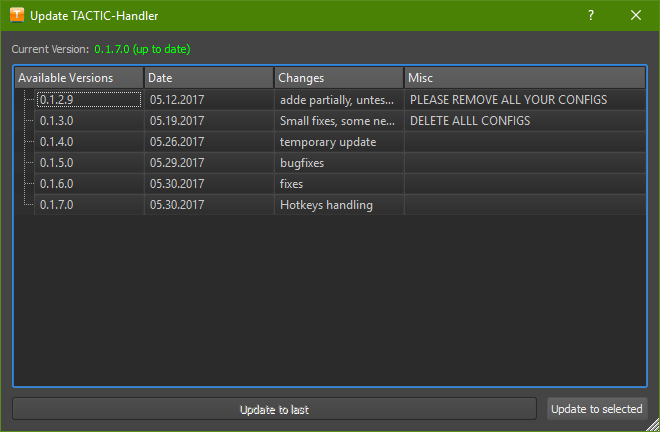 Update TACTIC-Handler ?
Current Version: 0.1.7.0 (up to date)
Available Versions Date Changes Misc
0.1.2.9 05.12.2017 adde partially, untes... PLEASE REMOVE ALL YOUR CONFIGS
0.1.3.0 05.19.2017 Small fixes, some ne... DELETE ALLL CONFIGS
0.1.4.0 05.26.2017 temporary update
0.1.5.0 05.29.2017 bugfixes
0.1.6.0 05.30.2017 fixes
0.1.7.0 05.30.2017 Hotkeys handling
Update to last Update to selected